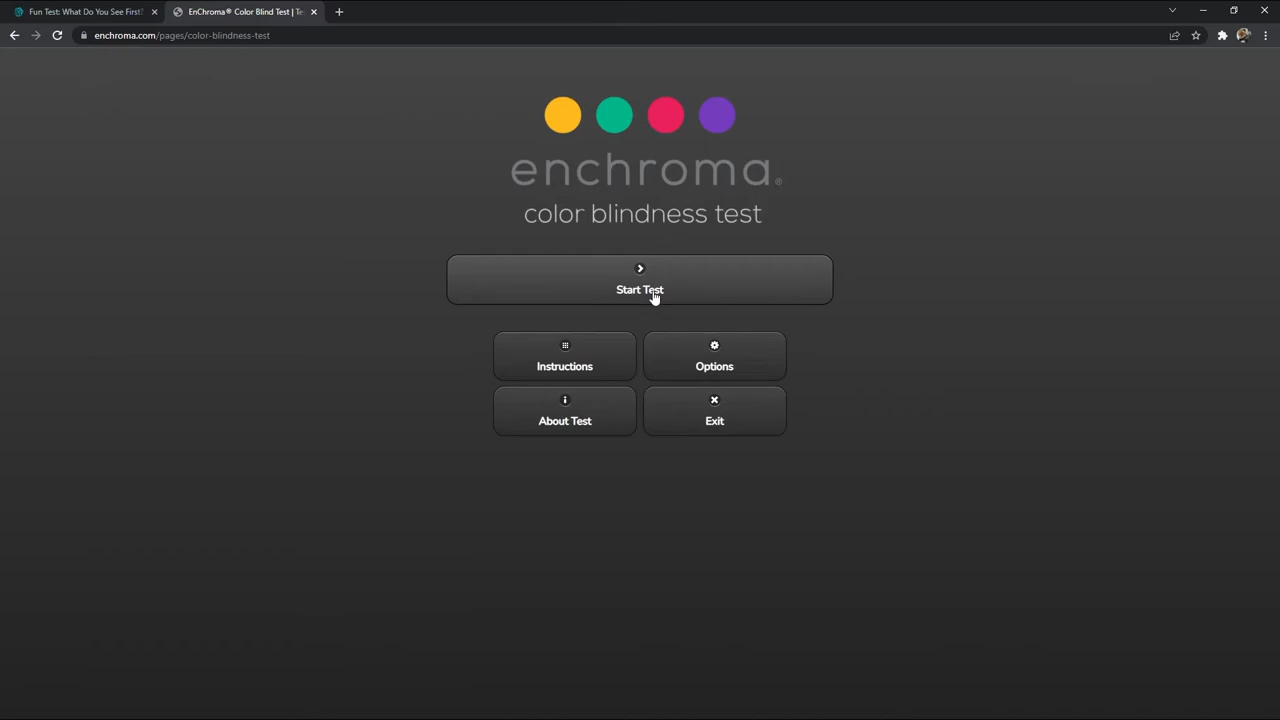 Fun Test: What Do You See First?
EnChroma® Color Blind Test | Te
enchroma.com/pages/color-blindness-test
enchroma®
color blindness test
Start Test
Instructions
Options
About Test
Exit